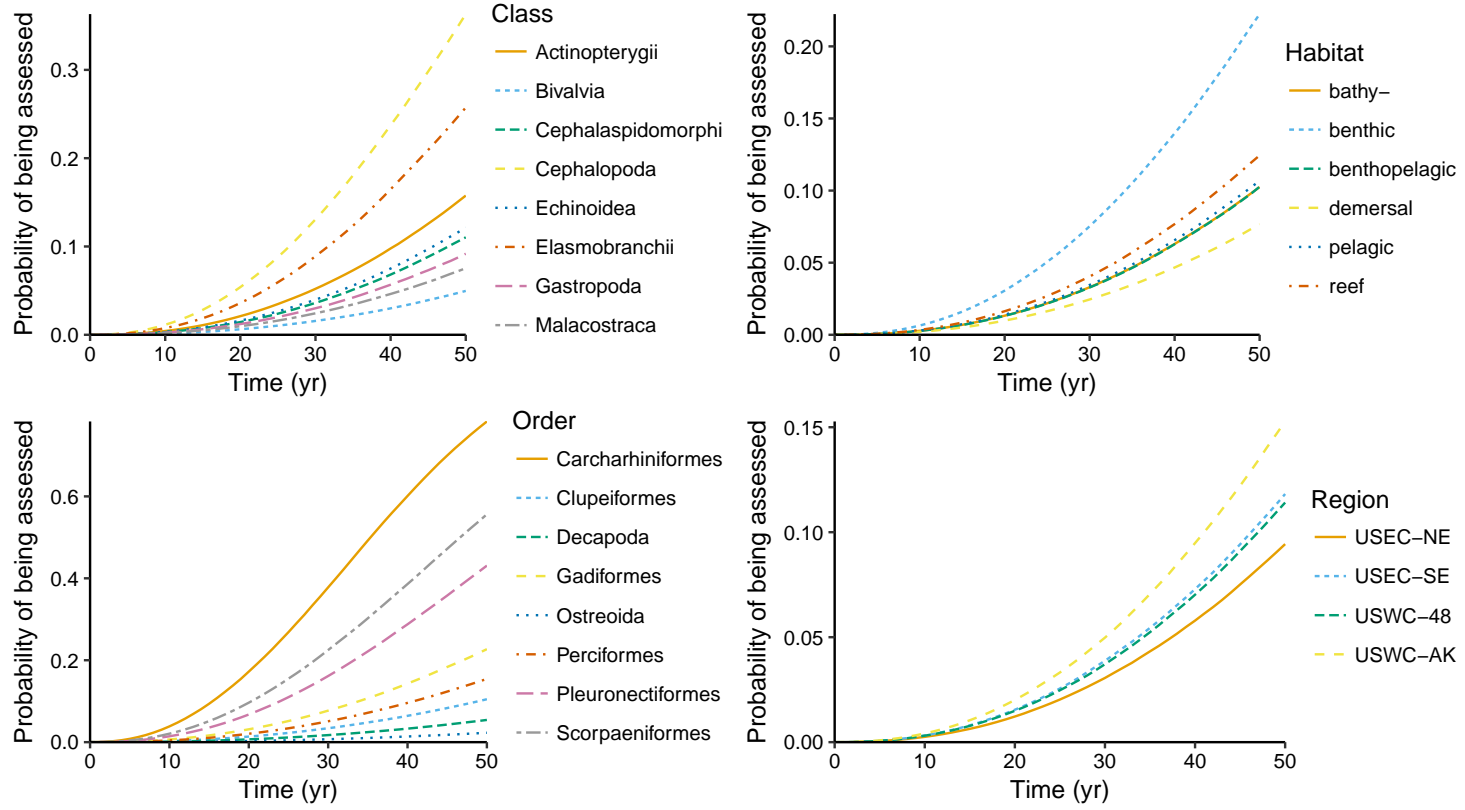 Probability of being assessed
0.3
0.2
0.1
0.0
0 10 20 30 40 50
Time (yr)
Class
Actinopterygii
Bivalvia
Cephalaspidomorphi
Cephalopoda
Echinoidea
Elasmobranchii
Gastropoda
Malacostraca
Probability of being assessed
0.20
0.15
0.10
0.05
0.00
0 10 20 30 40 50
Time (yr)
Habitat
bathy−
benthic
benthopelagic
demersal
pelagic
reef
Probability of being assessed
0.6
0.4
0.2
0.0
0 10 20 30 40 50
Time (yr)
Order
Carcharhiniformes
Clupeiformes
Decapoda
Gadiformes
Ostreoida
Perciformes
Pleuronectiformes
Scorpaeniformes
Probability of being assessed
0.15
0.10
0.05
0.00
0 10 20 30 40 50
Time (yr)
Region
USEC−NE
USEC−SE
USWC−48
USWC−AK